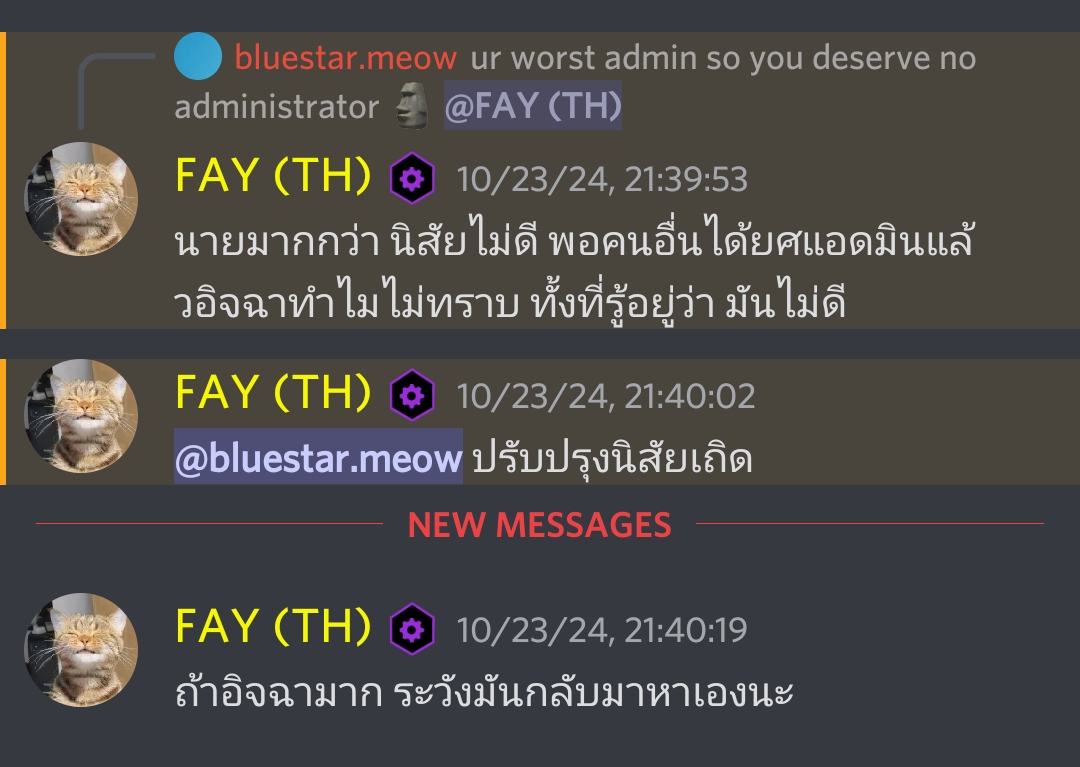 bluestar.meow ur worst admin so you deserve no
administrator 🗿 @FAY (TH)
FAY (TH) 10/23/24, 21:39:53
นายมากกว่า นิสัยไม่ดี พอคนอื่นได้ยศแอดมินแล้
วอิจฉาทำไมไม่ทราบ ทั้งที่รู้อยู่ว่า มันไม่ดี
FAY (TH) 10/23/24, 21:40:02
@bluestar.meow ปรับปรุงนิสัยเถิด
NEW MESSAGES
FAY (TH) 10/23/24, 21:40:19
ถ้าอิจฉามาก ระวังมันกลับมาหาเองนะ